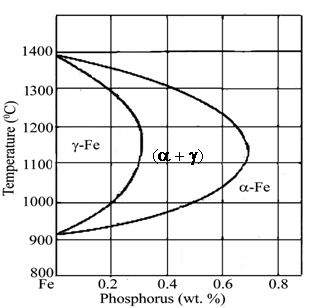 1400
1300
1200
1100
1000
900
800
Temperature (⁰C)
γ-Fe
(α + γ)
α-Fe
Fe
0.2
0.4
0.6
0.8
Phosphorus (wt. %)